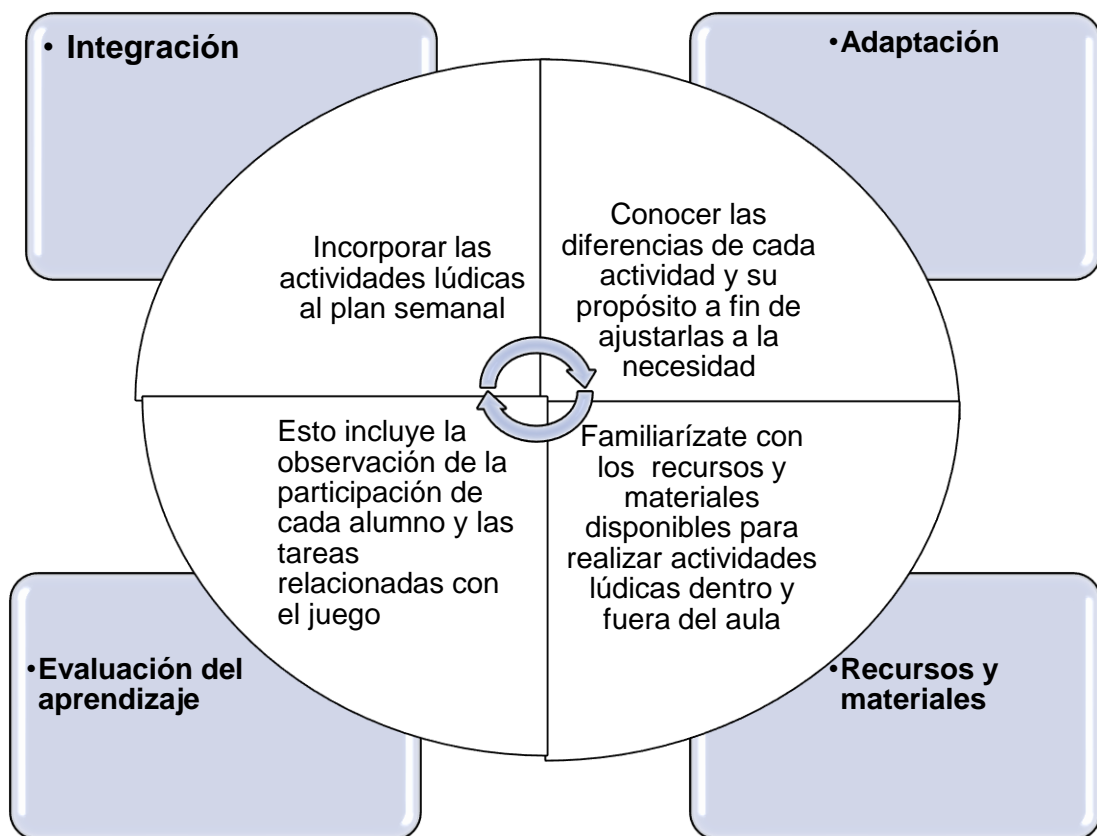 • Integración
•Adaptación
Incorporar las
actividades lúdicas
al plan semanal
Conocer las
diferencias de cada
actividad y su
propósito a fin de
ajustarlas a la
necesidad
Esto incluye la
observación de la
participación de
cada alumno y las
tareas
relacionadas con
el juego
Familiarízate con
los recursos y
materiales
disponibles para
realizar actividades
lúdicas dentro y
fuera del aula
•Evaluación del
aprendizaje
•Recursos y
materiales